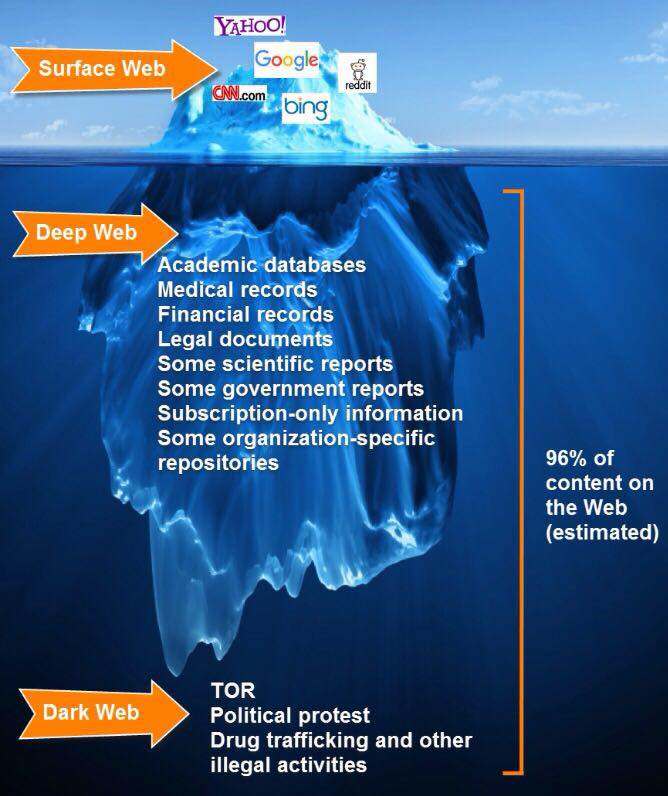 YAHOO!
Surface Web
Google
reddit
CNN.com
bing
Deep Web
Academic databases
Medical records
Financial records
Legal documents
Some scientific reports
Some government reports
Subscription-only information
Some organization-specific
repositories
96% of
content on
the Web
(estimated)
Dark Web
TOR
Political protest
Drug trafficking and other
illegal activities